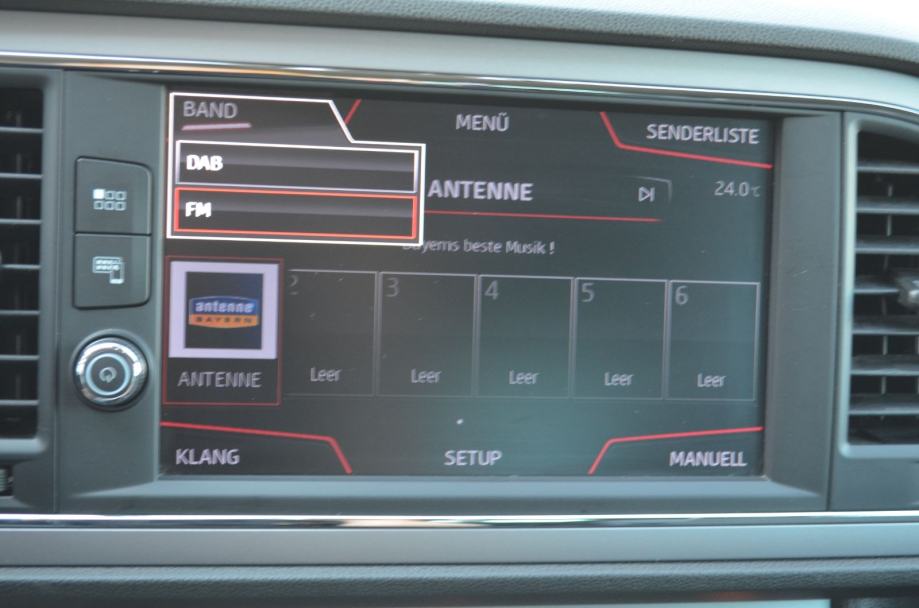 BAND
MENÜ
SENDERLISTE
DAB
FM
ANTENNE
24.0°C
Bayerns beste Musik !
2
3
4
5
6
antenne
BAYERN
ANTENNE
Leer
Leer
Leer
Leer
Leer
KLANG
SETUP
MANUELL